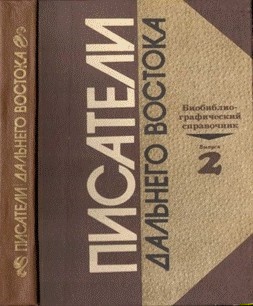 ПИСАТЕЛИ ДАЛЬНЕГО ВОСТОКА
ПИСАТЕЛИ
ДАЛЬНЕГО ВОСТОКА
Биобиблио-
графический
справочник
Выпуск
2